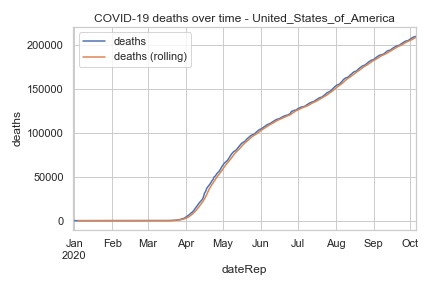 COVID-19 deaths over time - United_States_of_America
deaths
deaths (rolling)
200000
150000
100000
50000
0
deaths
Jan Feb Mar Apr May Jun Jul Aug Sep Oct
2020
dateRep